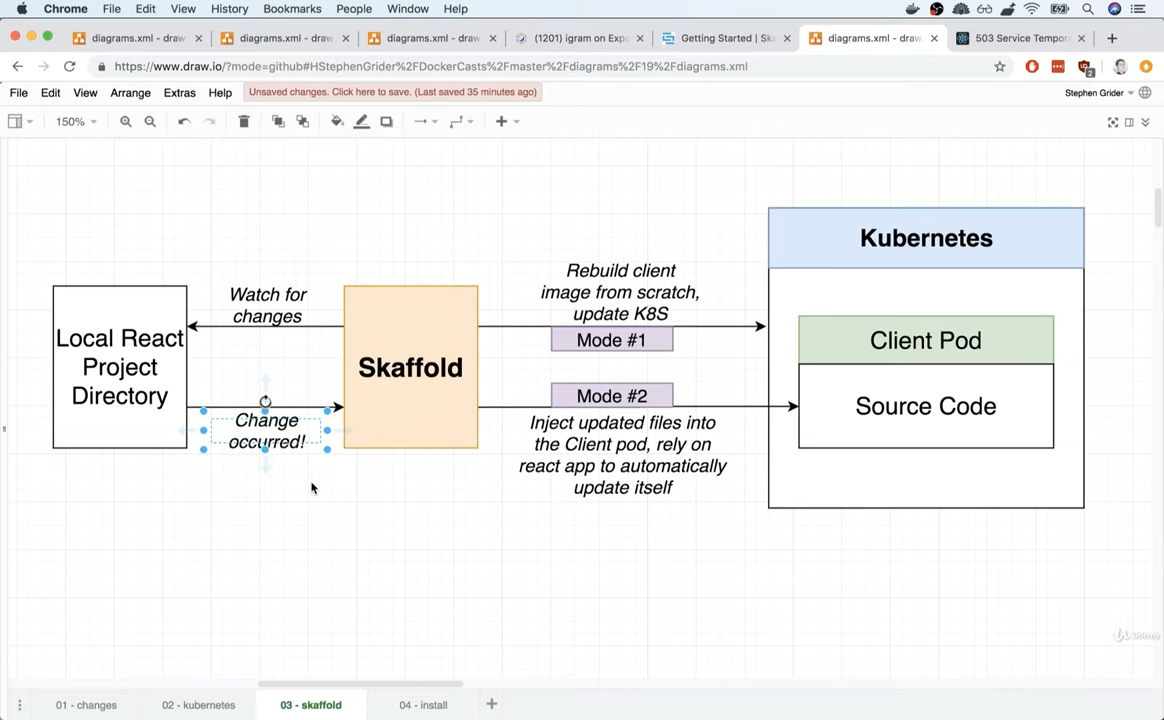 Chrome File Edit View History Bookmarks People Window Help
diagrams.xml - draw
diagrams.xml - draw
diagrams.xml - draw
(1201) igram on Exp
Getting Started | Ska
diagrams.xml - draw
503 Service Tempor
https://www.draw.io/?mode=github#HStephenGrider%2FDockerCasts%2Fmaster%2Fdiagrams%2F19%2Fdiagrams.xml
2
File Edit View Arrange Extras Help
Unsaved changes. Click here to save. (Last saved 35 minutes ago)
Stephen Grider
150%
Local React
Project
Directory
Watch for
changes
Change
occurred!
Skaffold
Rebuild client
image from scratch,
update K8S
Mode #1
Mode #2
Inject updated files into
the Client pod, rely on
react app to automatically
update itself
Kubernetes
Client Pod
Source Code
Udemy
01 - changes
02 - kubernetes
03 - skaffold
04 - install